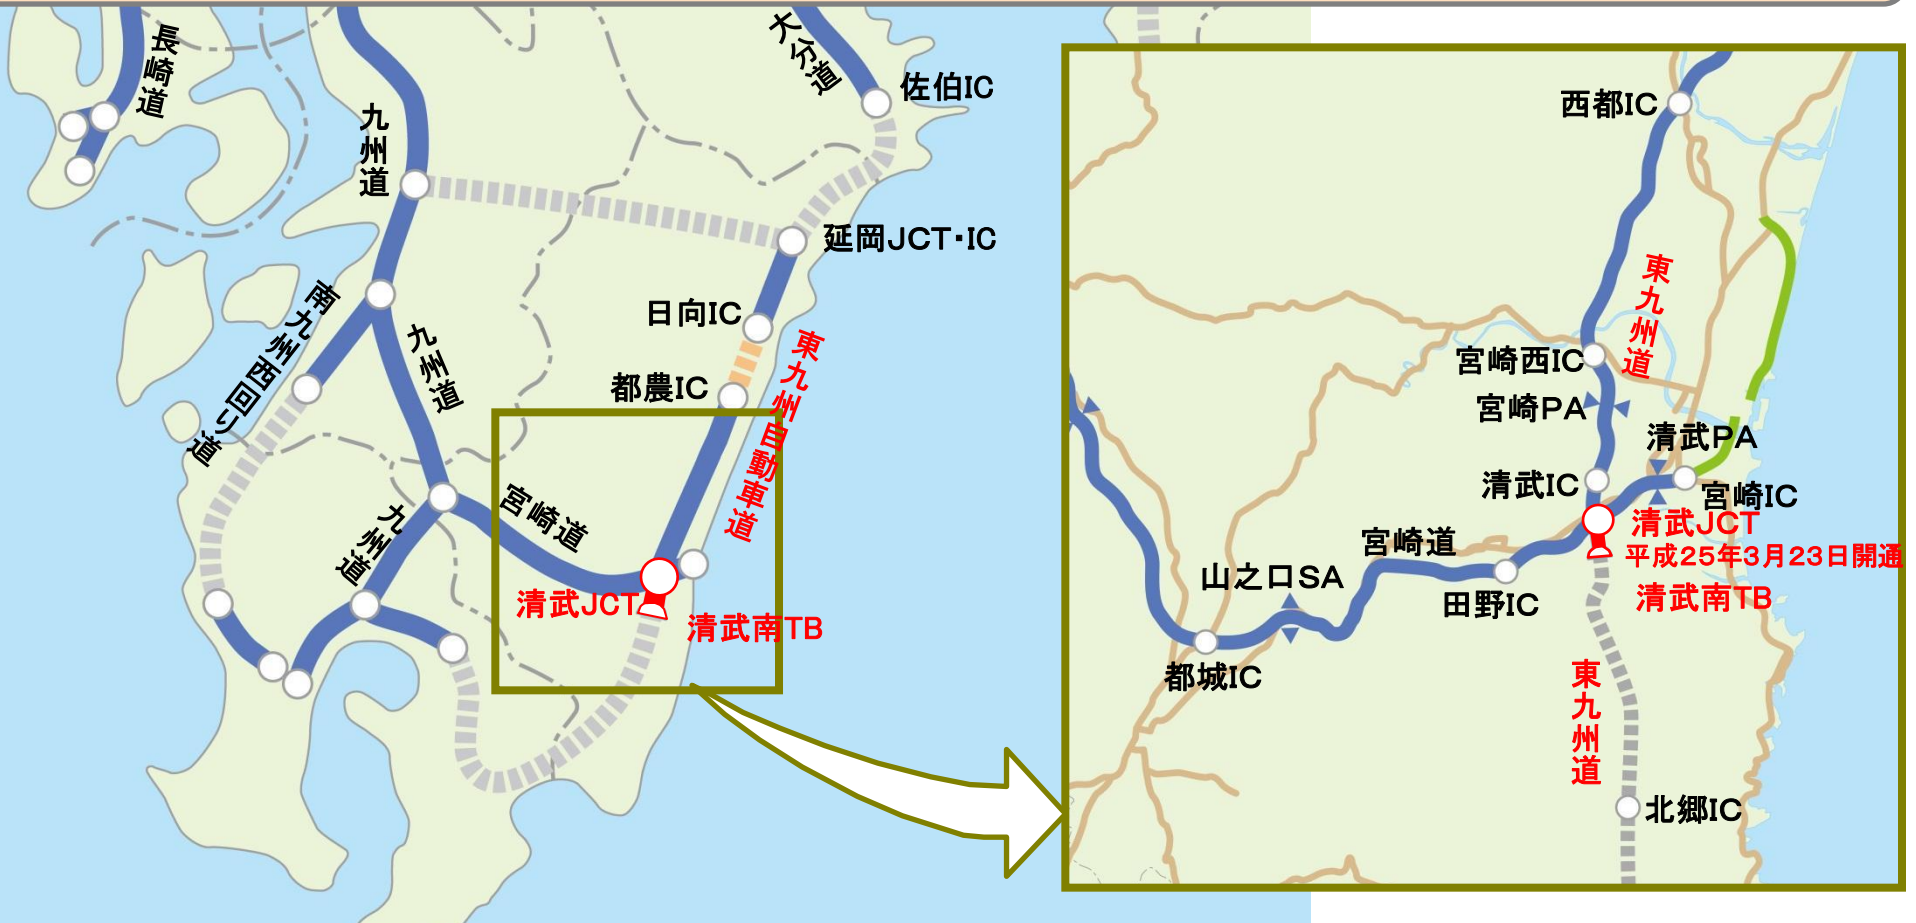 長崎道
九州道
大分道
佐伯IC
延岡JCT・IC
日向IC
都農IC
東九州自動車道
南九州西回り道
九州道
九州道
宮崎道
清武JCT
清武南TB
西都IC
東九州道
宮崎西IC
宮崎PA
清武PA
清武IC
宮崎IC
清武JCT
平成25年3月23日開通
清武南TB
宮崎道
山之口SA
田野IC
都城IC
東九州道
北郷IC